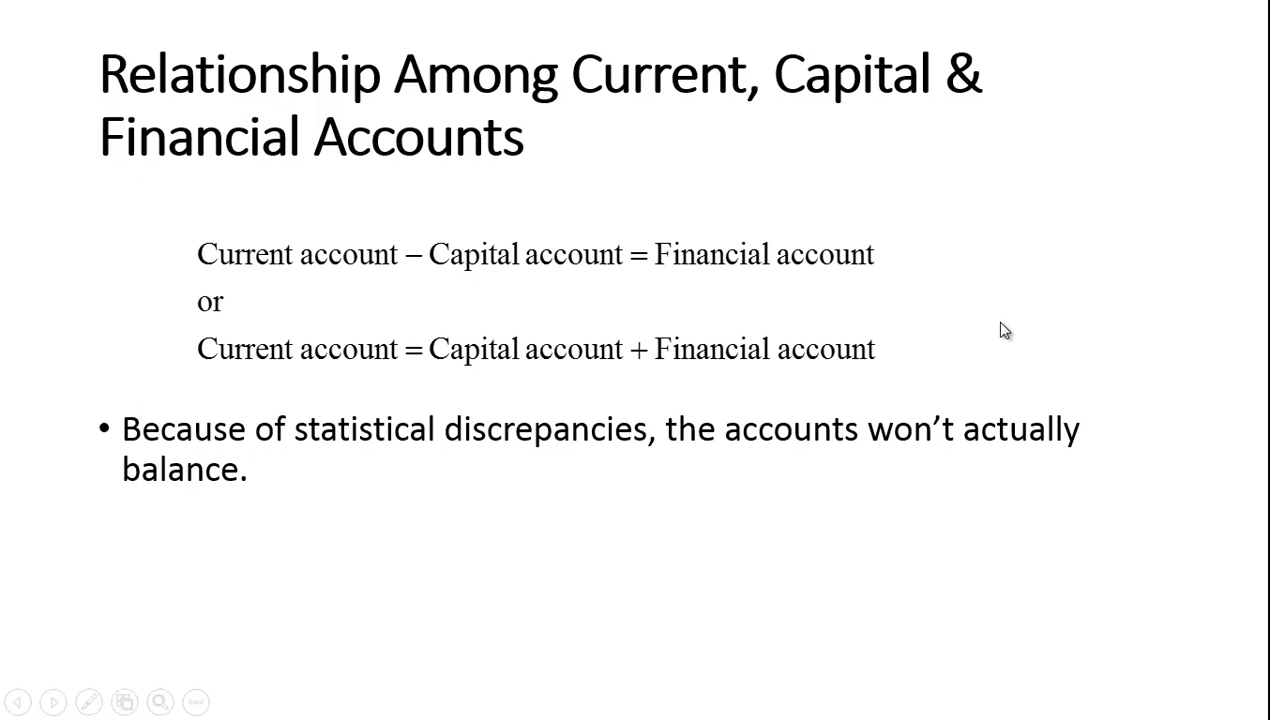 Relationship Among Current, Capital &
Financial Accounts
Current account − Capital account = Financial account
or
Current account = Capital account + Financial account
• Because of statistical discrepancies, the accounts won’t actually
balance.